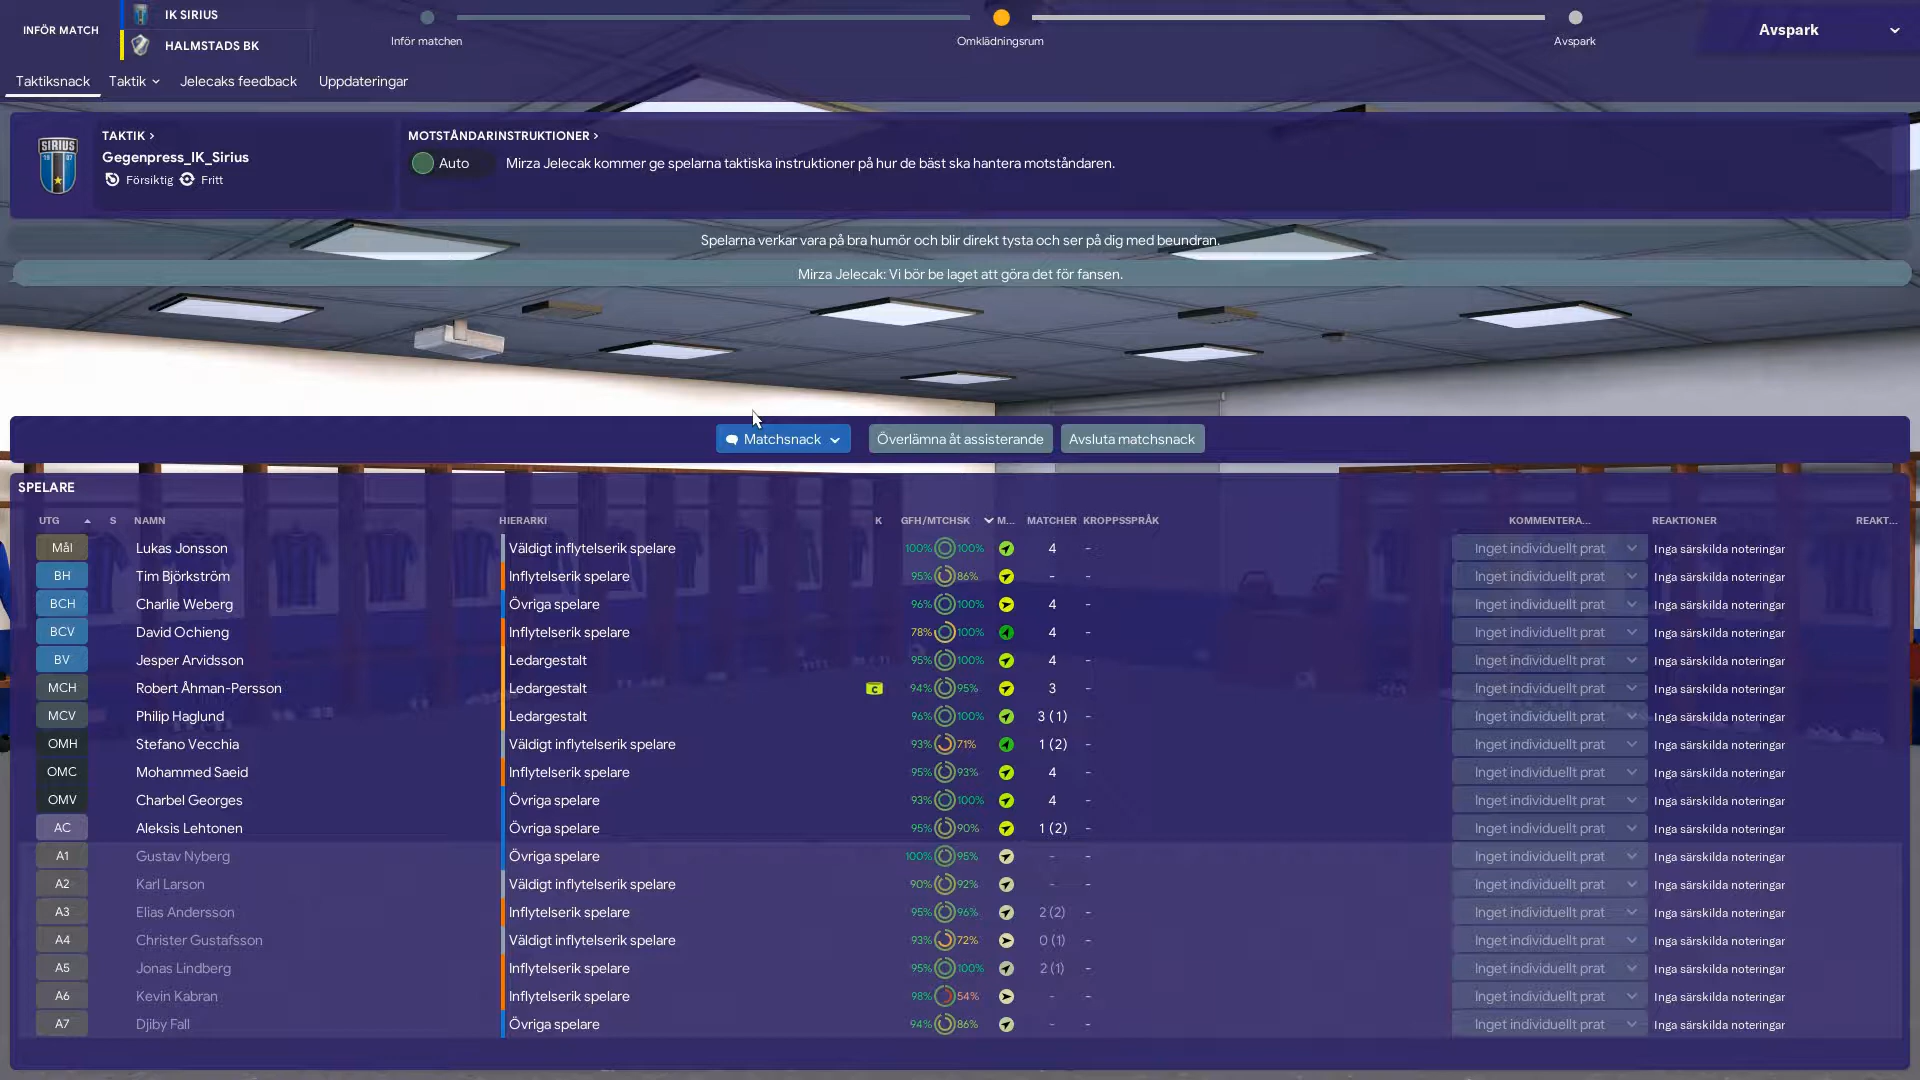 INFÖR MATCH
IK SIRIUS
HALMSTADS BK
Inför matchen
Omklädningsrum
Avspark
Avspark
Taktiksnack Taktik Jelecaks feedback Uppdateringar
SIRIUS
TAKTIK >
Gegenpress_IK_Sirius
Försiktig Fritt
MOTSTÅNDARINSTRUKTIONER >
Auto Mirza Jelecak kommer ge spelarna taktiska instruktioner på hur de bäst ska hantera motståndaren.
Spelarna verkar vara på bra humör och blir direkt tysta och ser på dig med beundran.
Mirza Jelecak: Vi bör be laget att göra det för fansen.
Matchsnack Överlämna åt assisterande Avsluta matchsnack
SPELARE
UTG S NAMN HIERARKI K GFH/MTCHSK M... MATCHER KROPPSSPRÅK KOMMENTERA... REAKTIONER REAKT...
Mål Lukas Jonsson Väldigt inflytelserik spelare 100% 100% 4 - Inget individuellt prat Inga särskilda noteringar
BH Tim Björkström Inflytelserik spelare 95% 86% - - Inget individuellt prat Inga särskilda noteringar
BCH Charlie Weberg Övriga spelare 96% 100% 4 - Inget individuellt prat Inga särskilda noteringar
BCV David Ochieng Inflytelserik spelare 78% 100% 4 - Inget individuellt prat Inga särskilda noteringar
BV Jesper Arvidsson Ledargestalt 95% 100% 4 - Inget individuellt prat Inga särskilda noteringar
MCH Robert Åhman-Persson Ledargestalt C 94% 95% 3 - Inget individuellt prat Inga särskilda noteringar
MCV Philip Haglund Ledargestalt 96% 100% 3 (1) - Inget individuellt prat Inga särskilda noteringar
OMH Stefano Vecchia Väldigt inflytelserik spelare 93% 71% 1 (2) - Inget individuellt prat Inga särskilda noteringar
OMC Mohammed Saeid Inflytelserik spelare 95% 93% 4 - Inget individuellt prat Inga särskilda noteringar
OMV Charbel Georges Övriga spelare 93% 100% 4 - Inget individuellt prat Inga särskilda noteringar
AC Aleksis Lehtonen Övriga spelare 95% 90% 1 (2) - Inget individuellt prat Inga särskilda noteringar
A1 Gustav Nyberg Övriga spelare 100% 95% - - Inget individuellt prat Inga särskilda noteringar
A2 Karl Larson Väldigt inflytelserik spelare 90% 92% - - Inget individuellt prat Inga särskilda noteringar
A3 Elias Andersson Inflytelserik spelare 95% 96% 2 (2) - Inget individuellt prat Inga särskilda noteringar
A4 Christer Gustafsson Väldigt inflytelserik spelare 93% 72% 0 (1) - Inget individuellt prat Inga särskilda noteringar
A5 Jonas Lindberg Inflytelserik spelare 95% 100% 2 (1) - Inget individuellt prat Inga särskilda noteringar
A6 Kevin Kabran Inflytelserik spelare 98% 54% - - Inget individuellt prat Inga särskilda noteringar
A7 Djiby Fall Övriga spelare 94% 86% - - Inget individuellt prat Inga särskilda noteringar